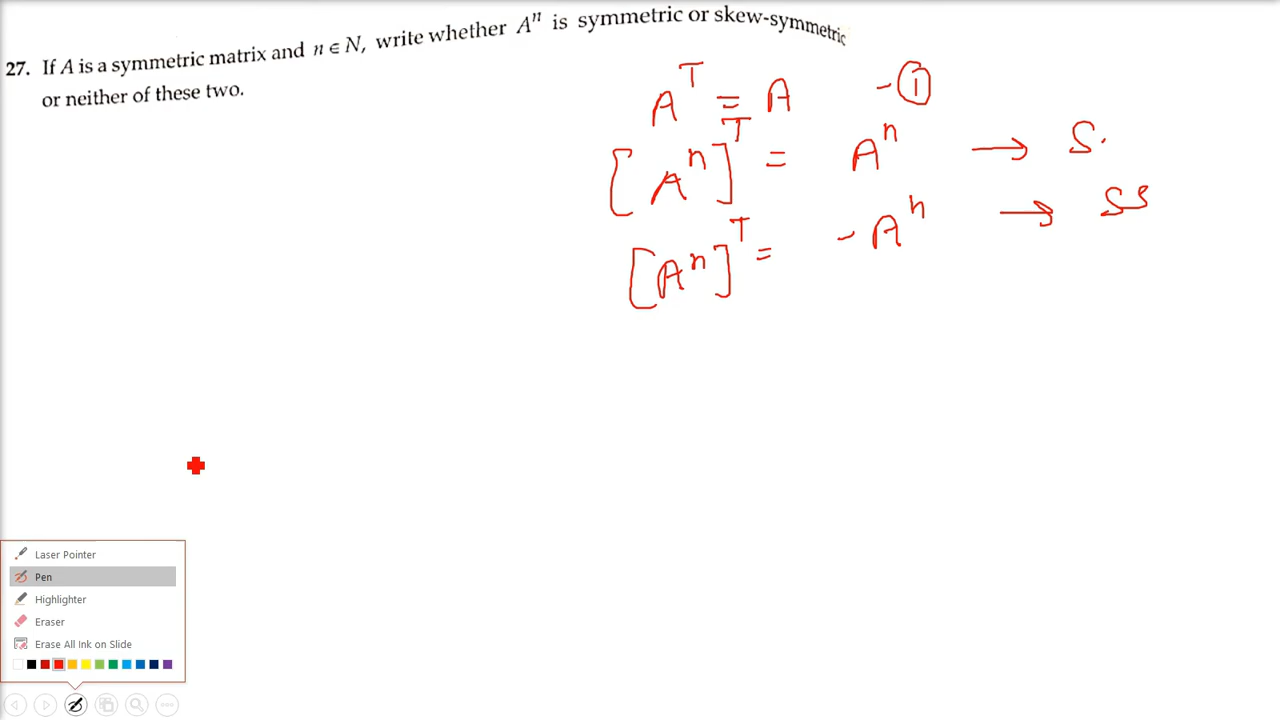 27. If A is a symmetric matrix and n ∈ N, write whether Aⁿ is symmetric or skew-symmetric
or neither of these two.
Aᵀ = A -①
[Aⁿ]ᵀ = Aⁿ → S.
[Aⁿ]ᵀ = -Aⁿ → SS
Laser Pointer
Pen
Highlighter
Eraser
Erase All Ink on Slide